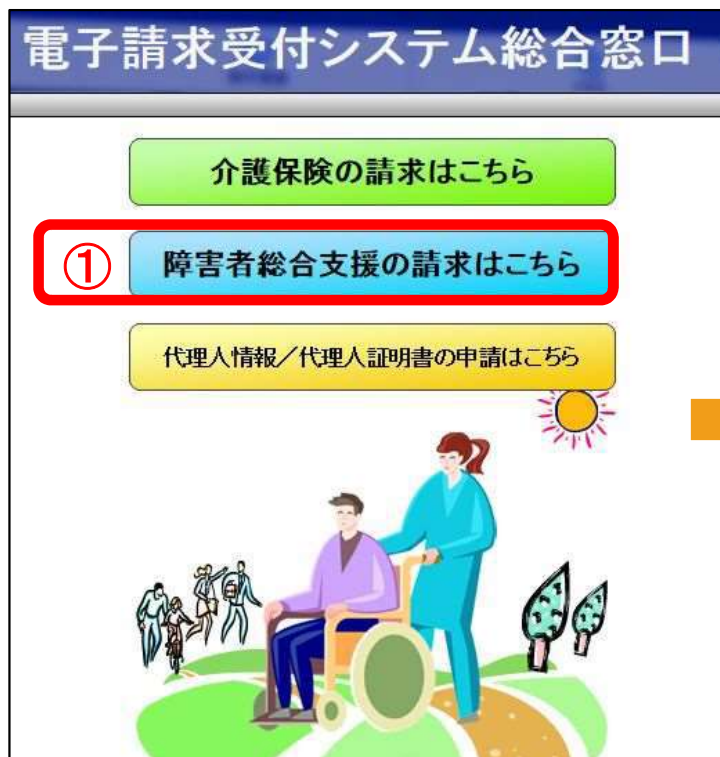 電子請求受付システム総合窓口
介護保険の請求はこちら
① 障害者総合支援の請求はこちら
代理人情報／代理人証明書の申請はこちら